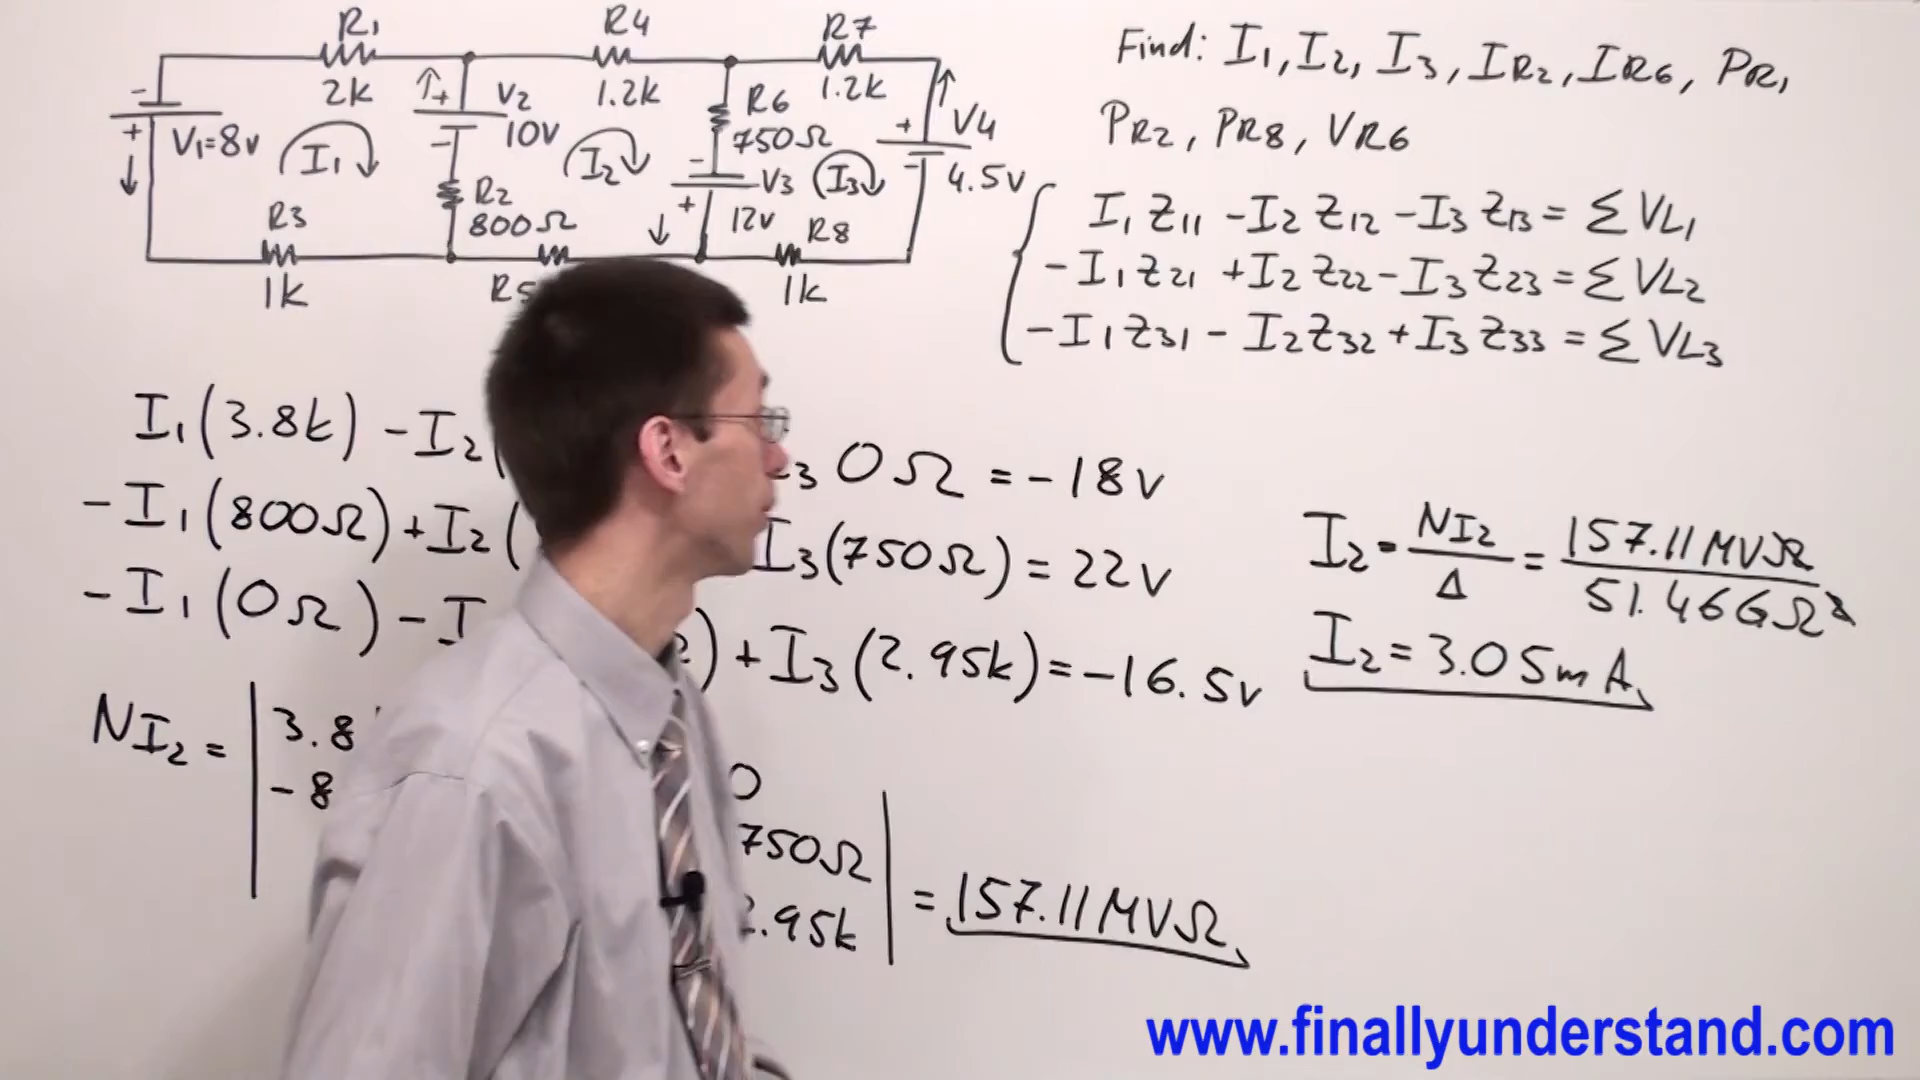 R1 R4 R7
2k 1.2k 1.2k
- + V1=8v I1
+ V2 10v - I2
R6 750Ω
- V3 + 12v I3
+ V4 - 4.5v
R3 1k
R2 800Ω
R5
R8 1k
Find: I1, I2, I3, IR2, IR6, PR1
PR2, PR8, VR6
I1 Z11 - I2 Z12 - I3 Z13 = Σ VL1
- I1 Z21 + I2 Z22 - I3 Z23 = Σ VL2
- I1 Z31 - I2 Z32 + I3 Z33 = Σ VL3
I1 (3.8k) - I2 ( 3 0Ω = -18v
- I1 (800Ω) + I2 ( I3 (750Ω) = 22v
- I1 (0Ω) - I ) + I3 (2.95k) = -16.5v
NI2 = | 3.8 0
-8 750Ω
.95k | = 157.11MVΩ
I2 = NI2 / Δ = 157.11MVΩ / 51.46GΩ²
I2 = 3.05mA
www.finallyunderstand.com